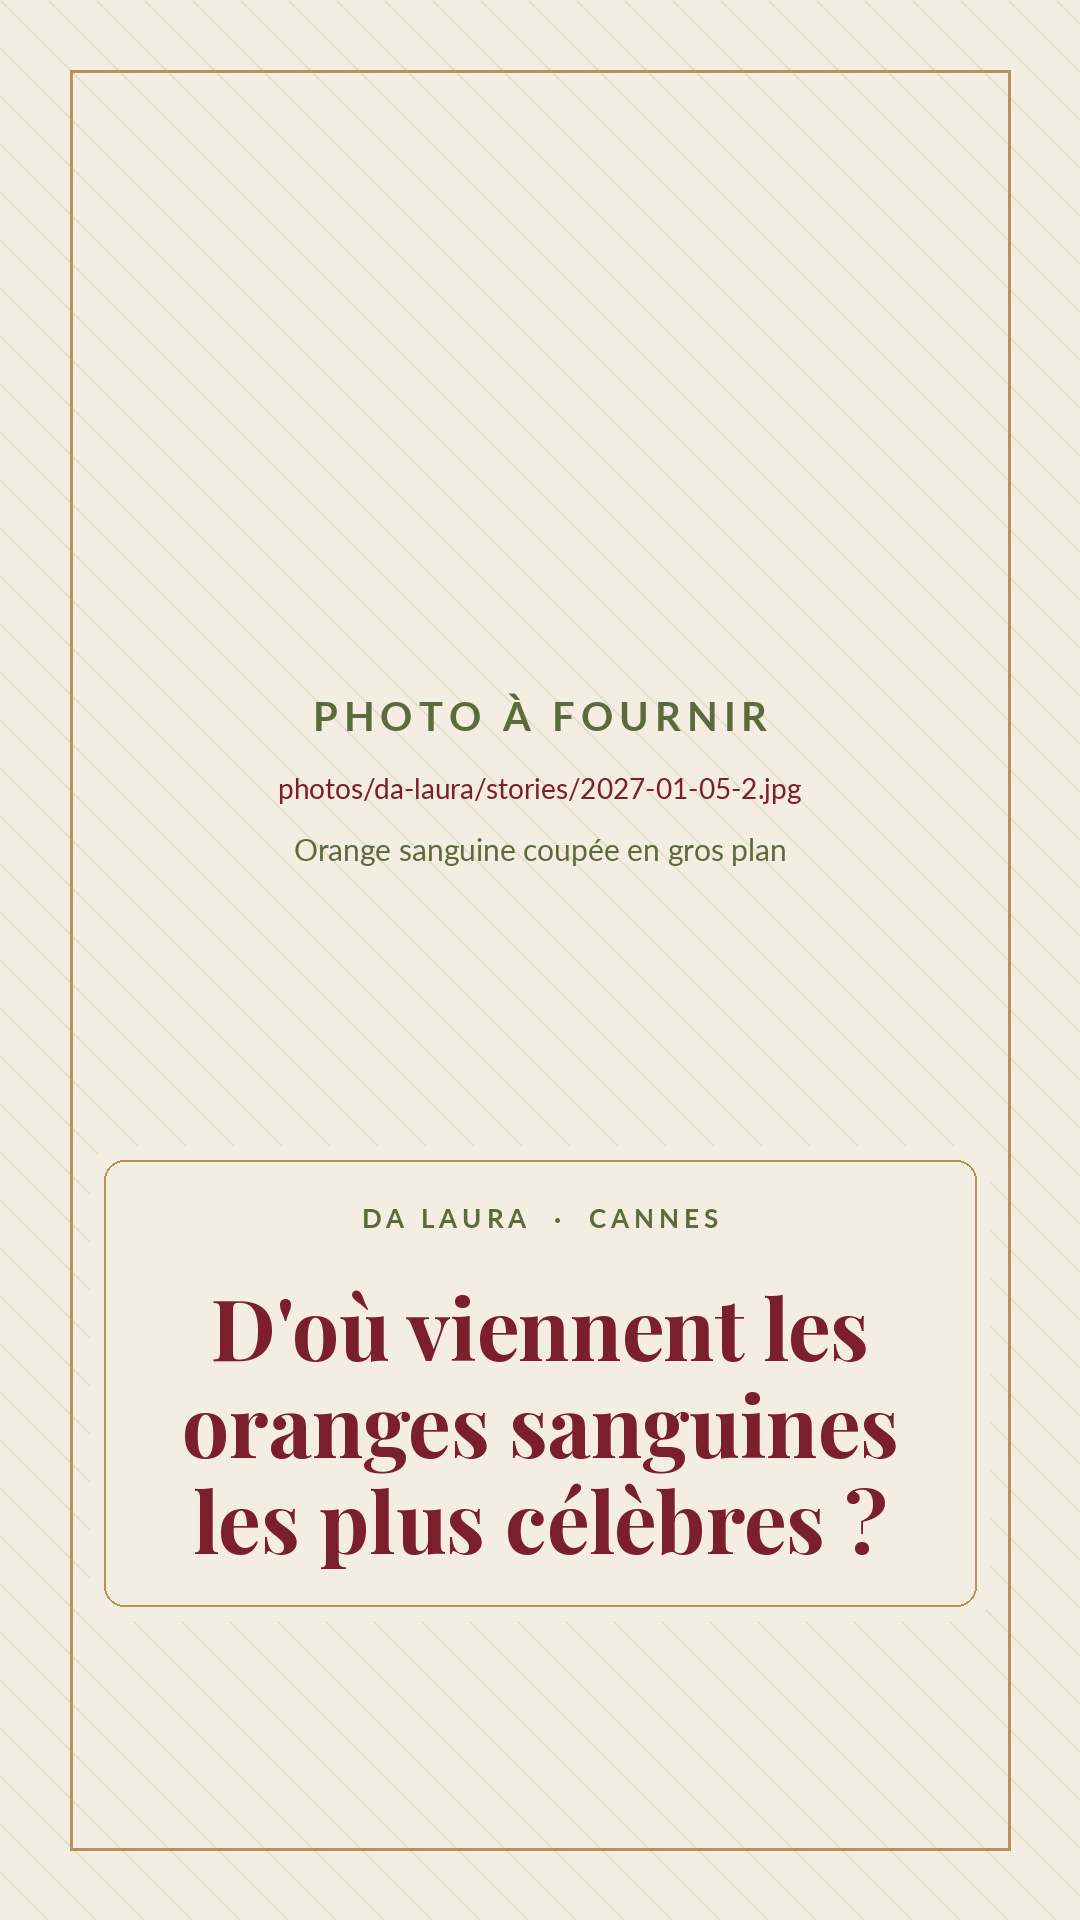 PHOTO À FOURNIR
photos/da-laura/stories/2027-01-05-2.jpg
Orange sanguine coupée en gros plan
DA LAURA · CANNES
D'où viennent les
oranges sanguines
les plus célèbres ?